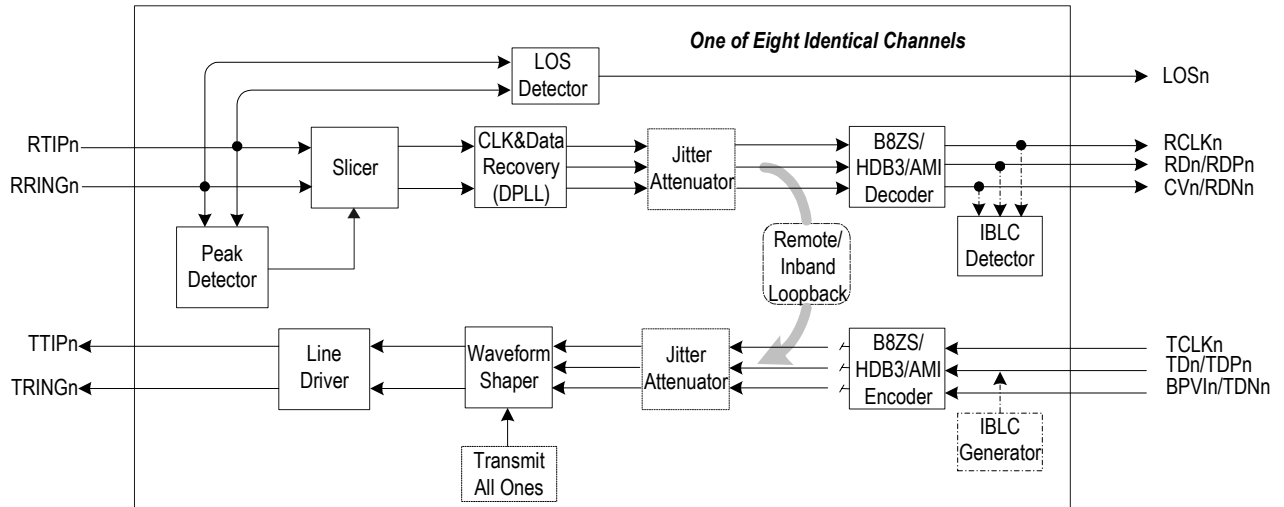 One of Eight Identical Channels
LOS
Detector
LOSn
RTIPn
RRINGn
Slicer
CLK&Data
Recovery
(DPLL)
Jitter
Attenuator
B8ZS/
HDB3/AMI
Decoder
RCLKn
RDn/RDPn
CVn/RDNn
Peak
Detector
Remote/
Inband
Loopback
IBLC
Detector
TTIPn
TRINGn
Line
Driver
Waveform
Shaper
Jitter
Attenuator
B8ZS/
HDB3/AMI
Encoder
TCLKn
TDn/TDPn
BPVIn/TDNn
Transmit
All Ones
IBLC
Generator